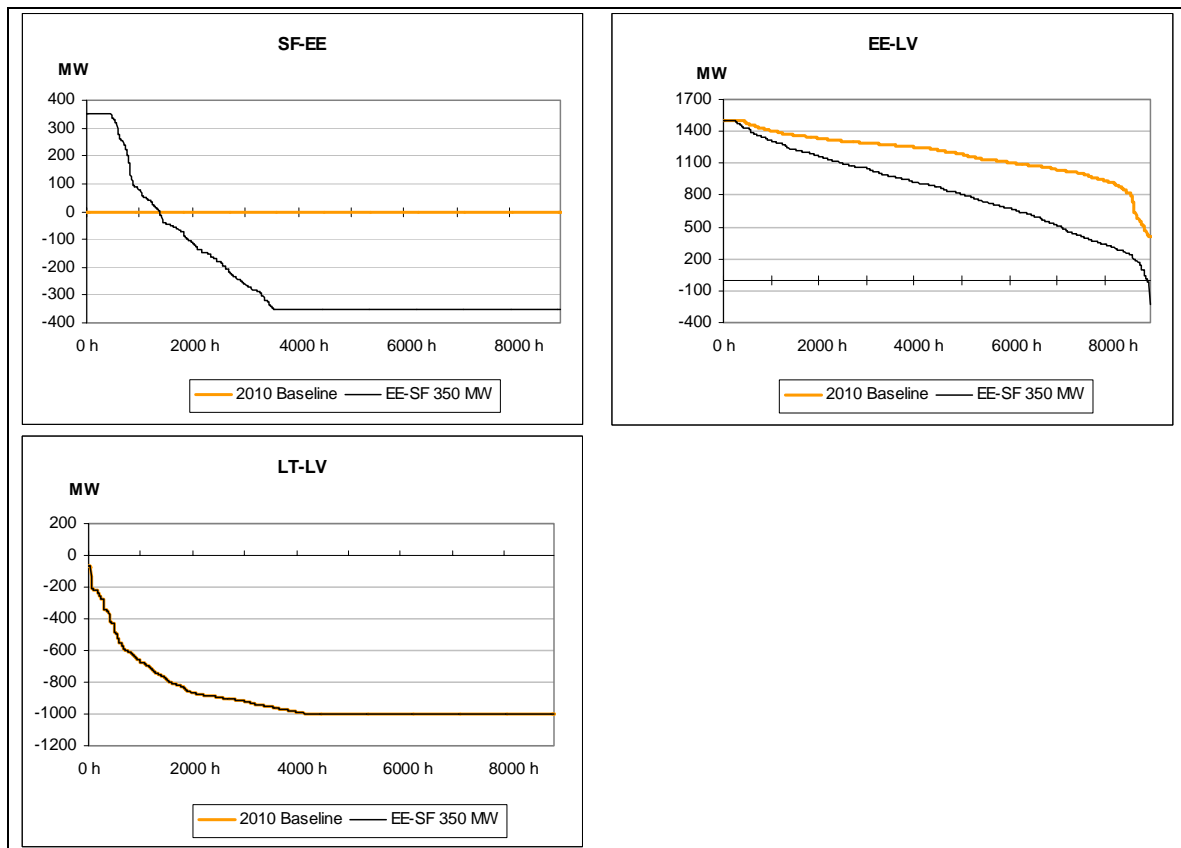 SF-EE
MW
400
300
200
100
0
-100
-200
-300
-400
0 h 2000 h 4000 h 6000 h 8000 h
2010 Baseline EE-SF 350 MW
EE-LV
MW
1700
1400
1100
800
500
200
-100
-400
0 h 2000 h 4000 h 6000 h 8000 h
2010 Baseline EE-SF 350 MW
LT-LV
MW
200
0
-200
-400
-600
-800
-1000
-1200
0 h 2000 h 4000 h 6000 h 8000 h
2010 Baseline EE-SF 350 MW